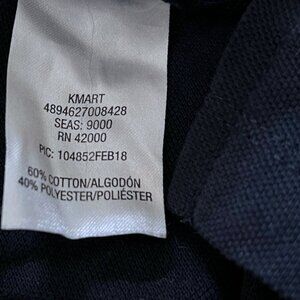 KMART
4894627008428
SEAS: 9000
RN 42000
PIC: 104852FEB18
60% COTTON/ALGODÓN
40% POLYESTER/POLIÉSTER